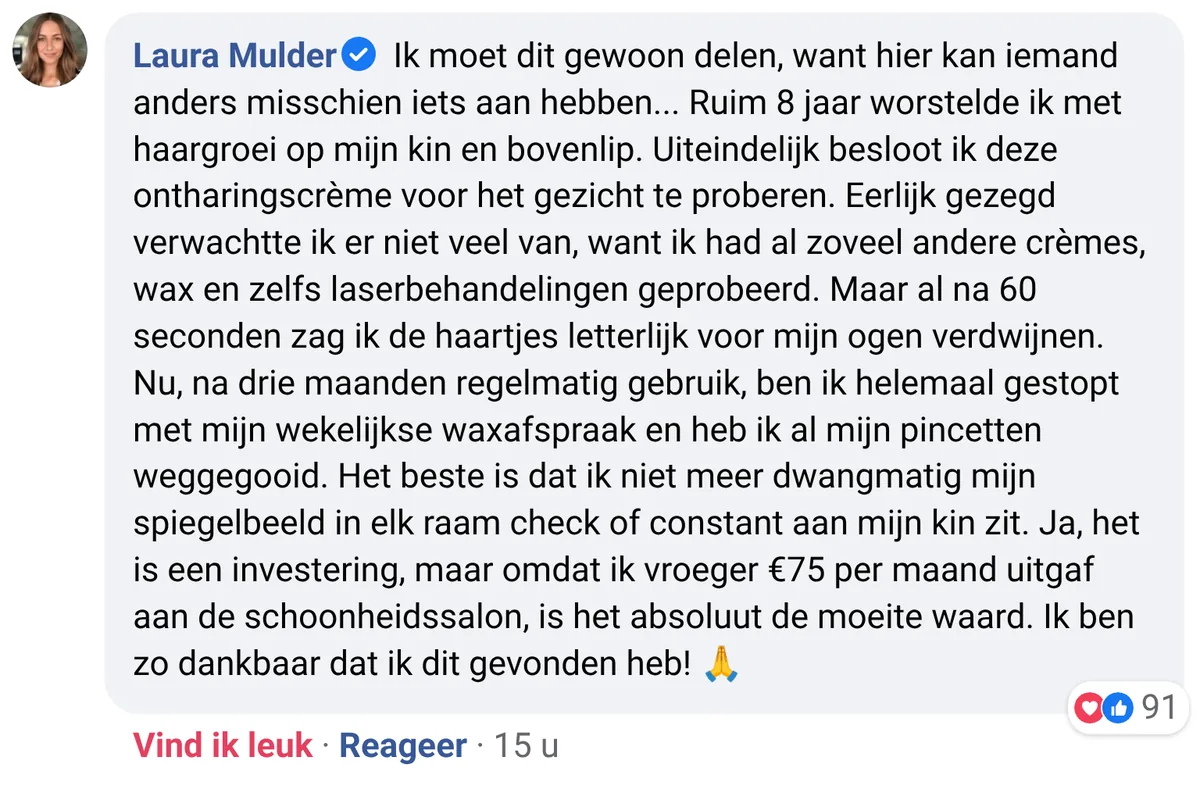 Laura Mulder Ik moet dit gewoon delen, want hier kan iemand
anders misschien iets aan hebben... Ruim 8 jaar worstelde ik met
haargroei op mijn kin en bovenlip. Uiteindelijk besloot ik deze
ontharingscrème voor het gezicht te proberen. Eerlijk gezegd
verwachtte ik er niet veel van, want ik had al zoveel andere crèmes,
wax en zelfs laserbehandelingen geprobeerd. Maar al na 60
seconden zag ik de haartjes letterlijk voor mijn ogen verdwijnen.
Nu, na drie maanden regelmatig gebruik, ben ik helemaal gestopt
met mijn wekelijkse waxafspraak en heb ik al mijn pincetten
weggegooid. Het beste is dat ik niet meer dwangmatig mijn
spiegelbeeld in elk raam check of constant aan mijn kin zit. Ja, het
is een investering, maar omdat ik vroeger €75 per maand uitgaf
aan de schoonheidssalon, is het absoluut de moeite waard. Ik ben
zo dankbaar dat ik dit gevonden heb! 🙏
91
Vind ik leuk · Reageer · 15 u